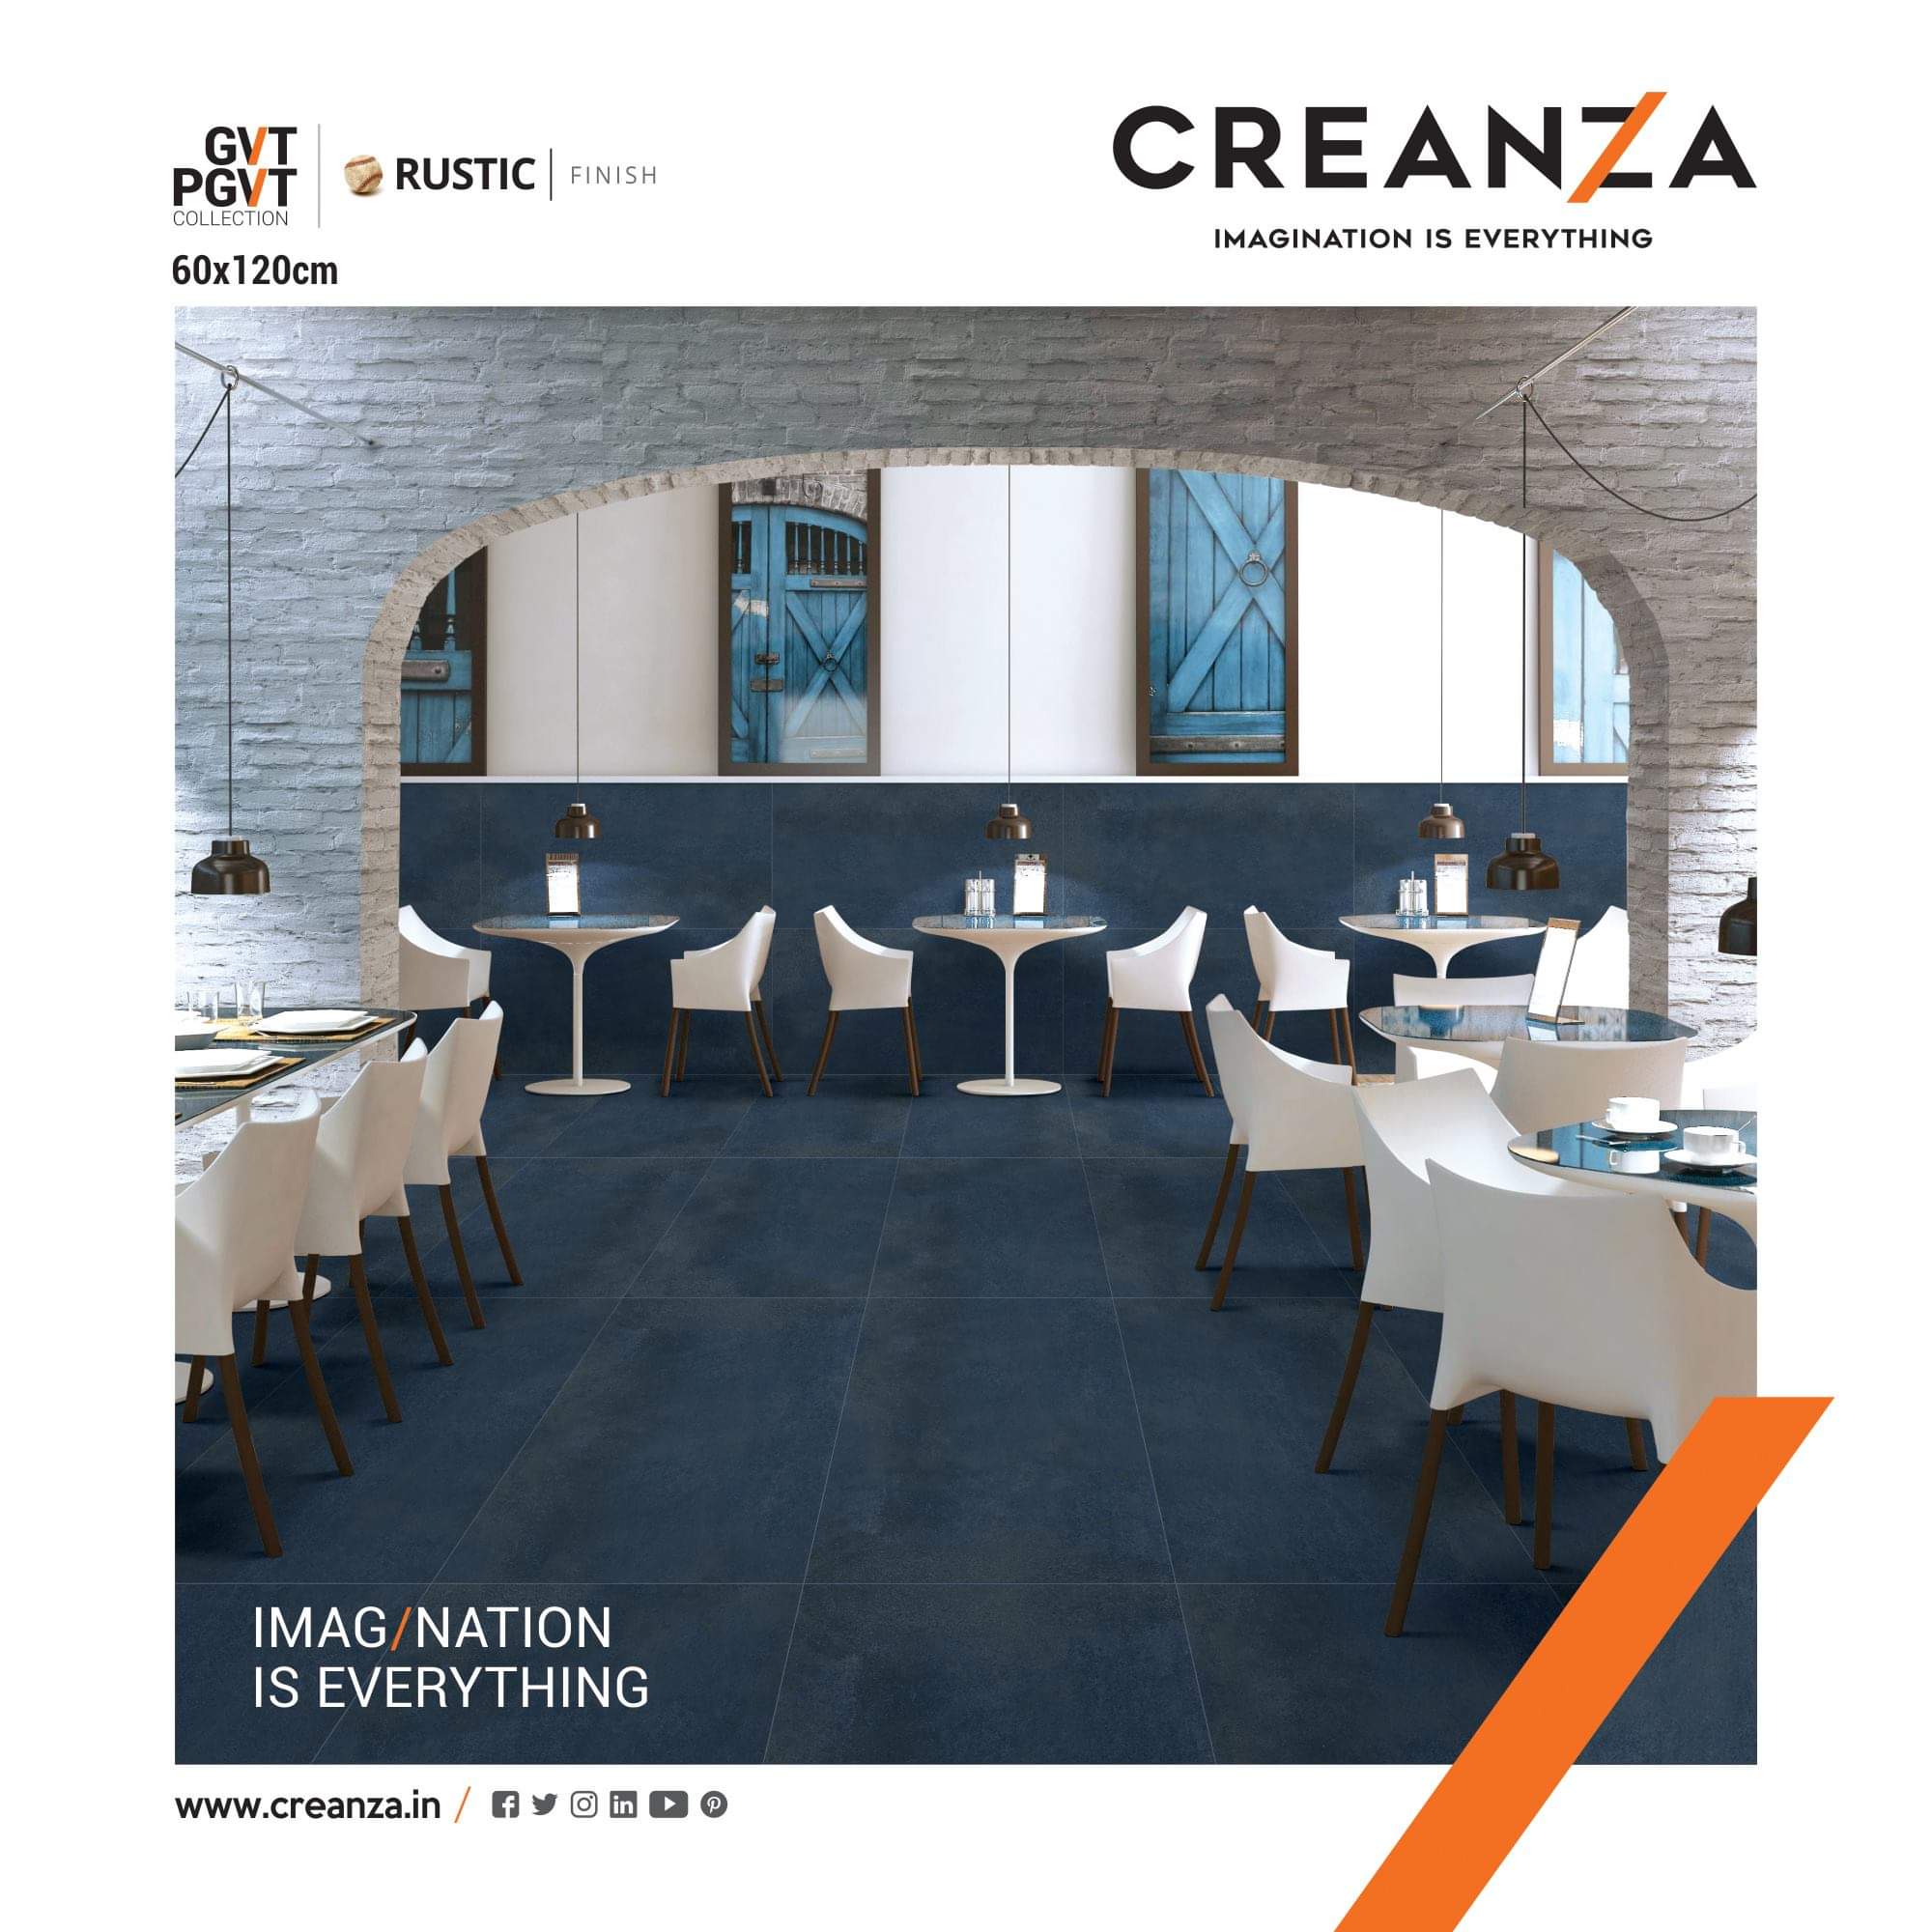 GVT
PGVT
COLLECTION
RUSTIC FINISH
60x120cm
CREANZA
IMAGINATION IS EVERYTHING
IMAG/NATION
IS EVERYTHING
www.creanza.in /